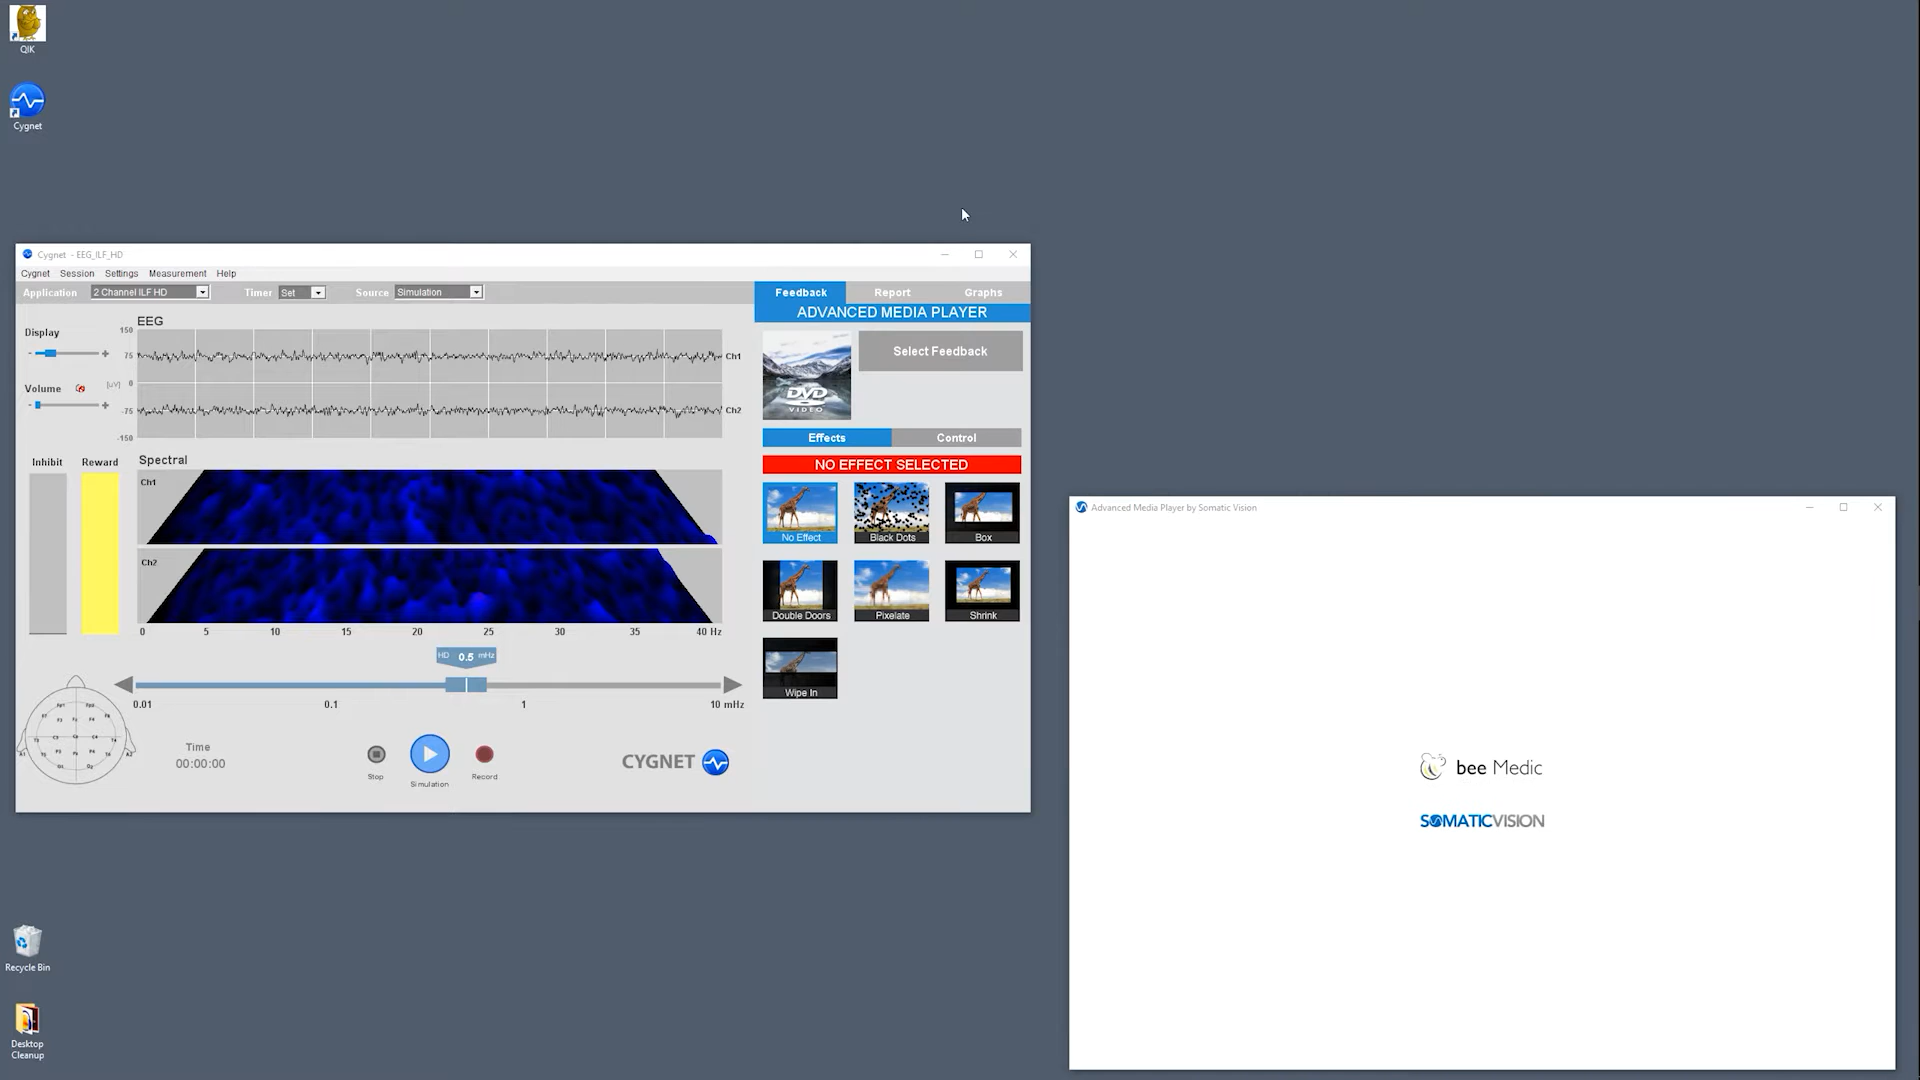 QIK
Cygnet
Cygnet - EEG_ILF_HD
Cygnet Session Settings Measurement Help
Application 2 Channel ILF HD Timer Set Source Simulation
Feedback Report Graphs
ADVANCED MEDIA PLAYER
Select Feedback
DVD
VIDEO
Effects Control
NO EFFECT SELECTED
No Effect Black Dots Box
Double Doors Pixelate Shrink
Wipe In
Display
- +
Volume
- +
EEG
150
75
0
-75
-150
[uV]
Ch1
Ch2
Inhibit Reward
Spectral
Ch1
Ch2
0 5 10 15 20 25 30 35 40 Hz
HD 0.5 mHz
0.01 0.1 1 10 mHz
Time
00:00:00
Stop Simulation Record
CYGNET
Advanced Media Player by Somatic Vision
bee Medic
SOMATICVISION
Recycle Bin
Desktop
Cleanup